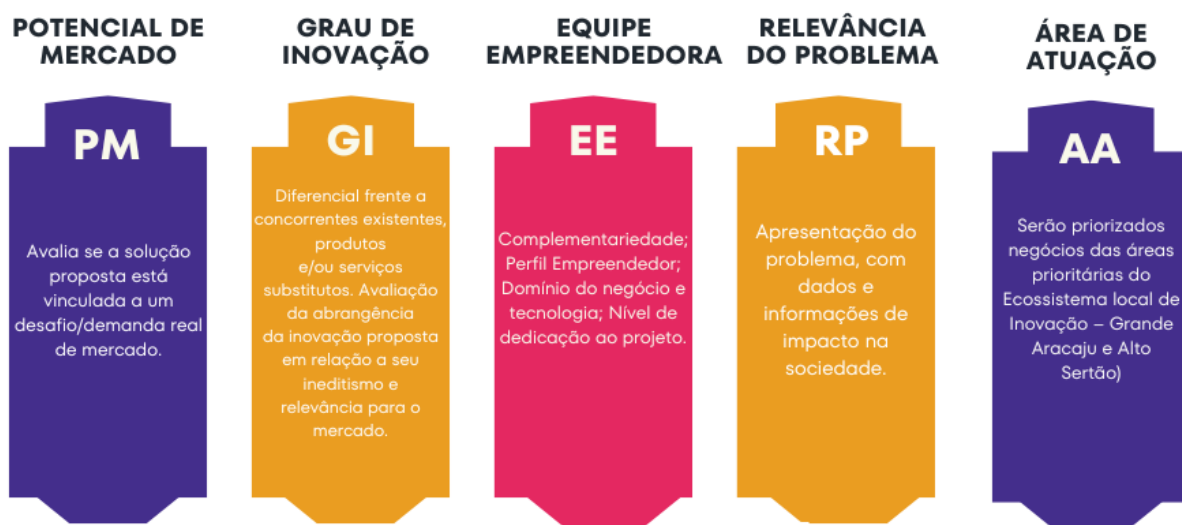 POTENCIAL DE
MERCADO
PM
Avalia se a solução
proposta está
vinculada a um
desafio/demanda real
de mercado.
GRAU DE
INOVAÇÃO
GI
Diferencial frente a
concorrentes existentes,
produtos
e/ou serviços
substitutos. Avaliação
da abrangência
da inovação proposta
em relação a seu
ineditismo e
relevância para o
mercado.
EQUIPE
EMPREENDEDORA
EE
Complementariedade;
Perfil Empreendedor;
Domínio do negócio e
tecnologia; Nível de
dedicação ao projeto.
RELEVÂNCIA
DO PROBLEMA
RP
Apresentação do
problema, com
dados e
informações de
impacto na
sociedade.
ÁREA DE
ATUAÇÃO
AA
Serão priorizados
negócios das áreas
prioritárias do
Ecossistema local de
Inovação – Grande
Aracaju e Alto
Sertão)